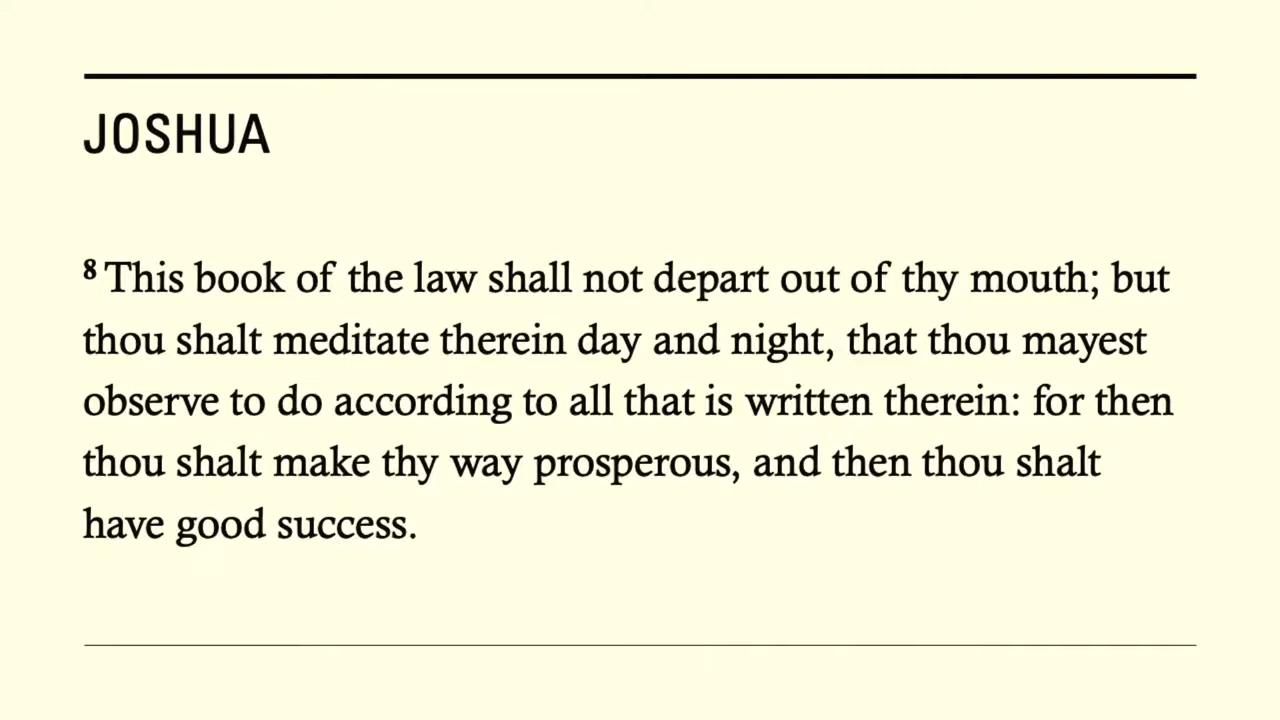 JOSHUA
8 This book of the law shall not depart out of thy mouth; but
thou shalt meditate therein day and night, that thou mayest
observe to do according to all that is written therein: for then
thou shalt make thy way prosperous, and then thou shalt
have good success.